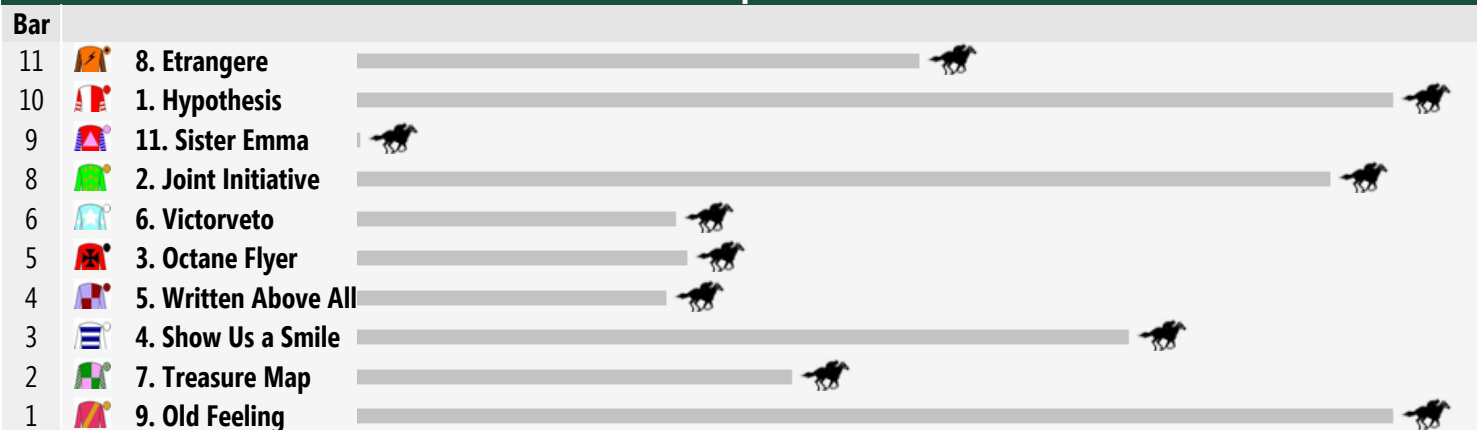 Bar
11 8. Etrangere
10 1. Hypothesis
9 11. Sister Emma
8 2. Joint Initiative
6 6. Victorveto
5 3. Octane Flyer
4 5. Written Above All
3 4. Show Us a Smile
2 7. Treasure Map
1 9. Old Feeling